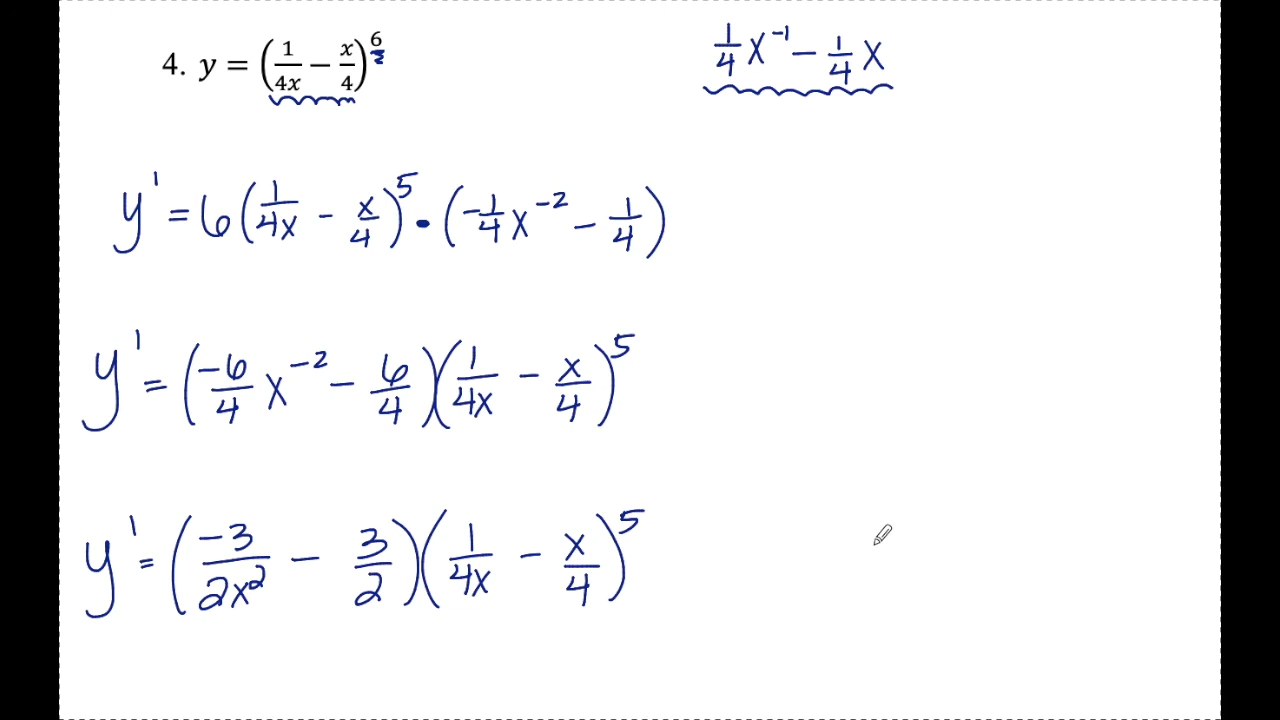 4. y = (1/4x − x/4)^6
1/4 x^-1 − 1/4 x
y' = 6(1/4x − x/4)^5 • (−1/4 x^-2 − 1/4)
y' = (−6/4 x^-2 − 6/4)(1/4x − x/4)^5
y' = (−3/2x^2 − 3/2)(1/4x − x/4)^5